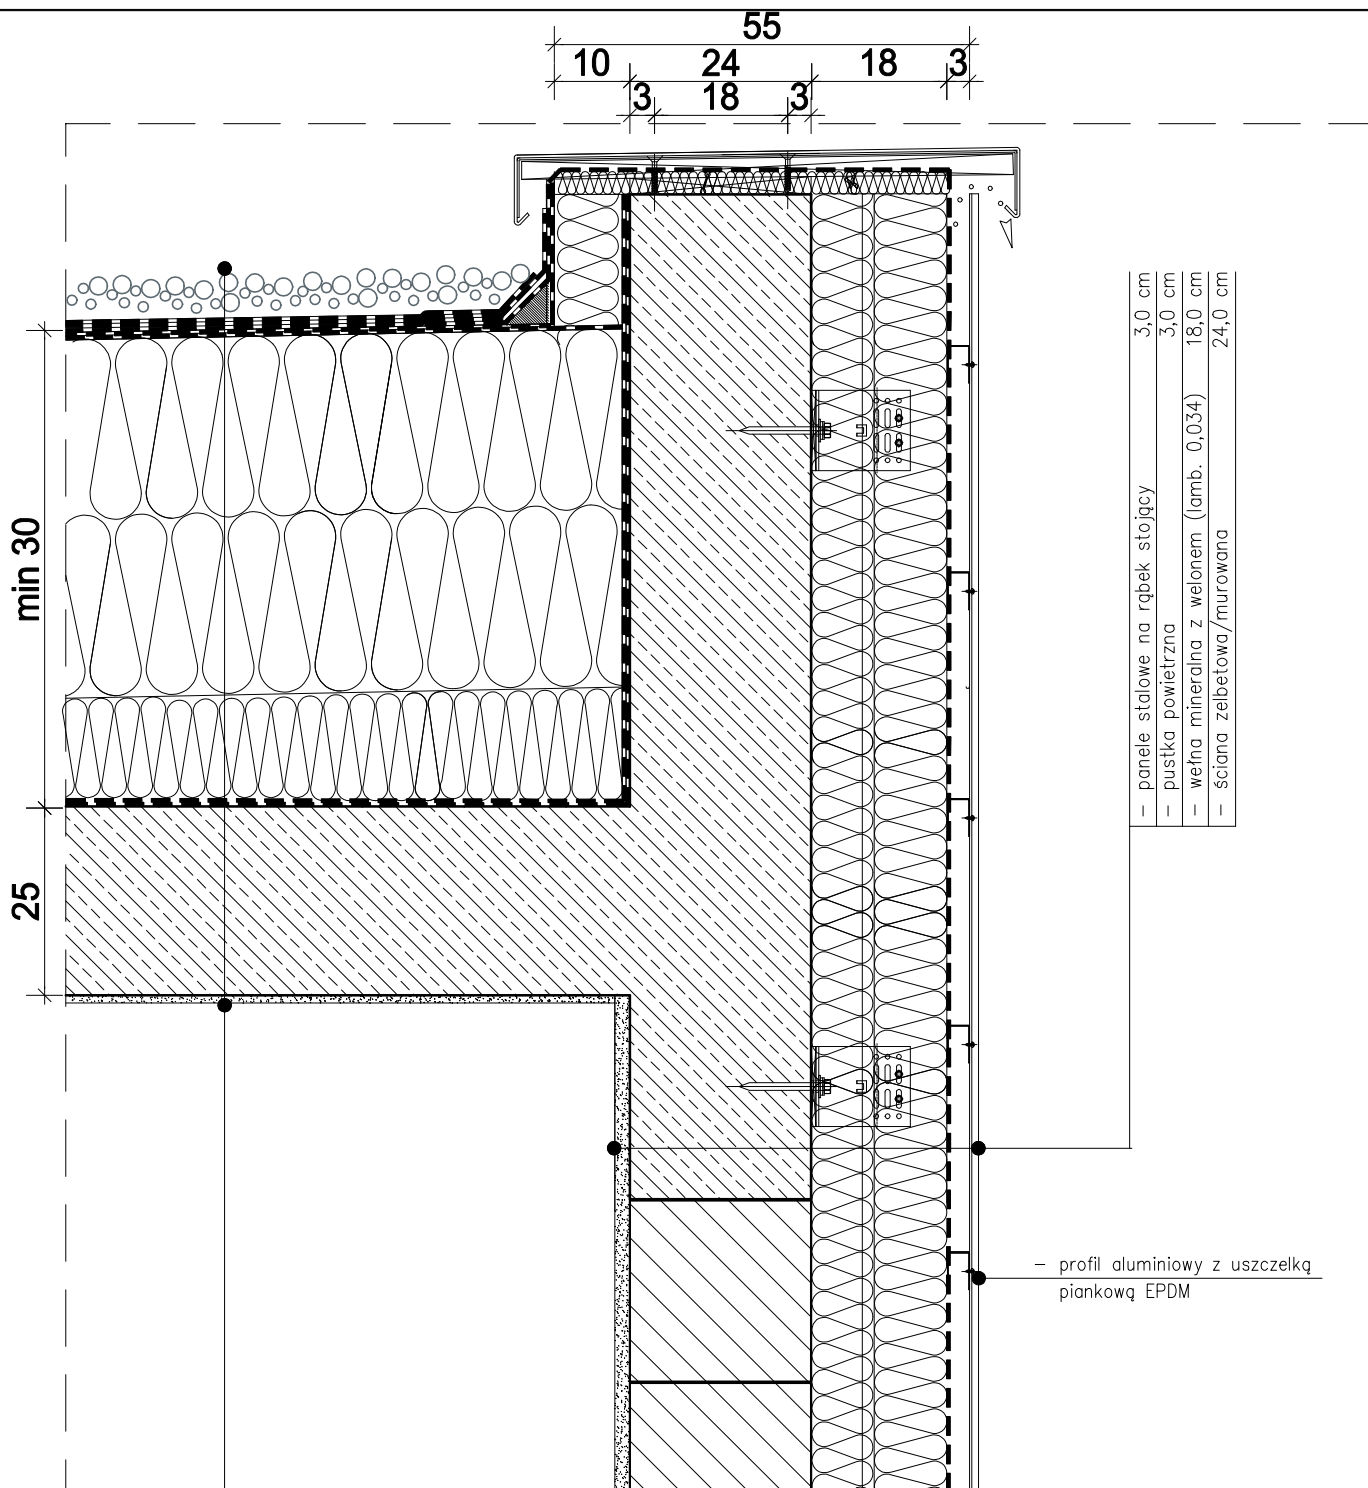 55
10 24 18 3
3 18 3
min 30
25
– panele stalowe na rąbek stojący 3,0 cm
– pustka powietrzna 3,0 cm
– wełna mineralna z welonem (lamb. 0,034) 18,0 cm
– ściana żelbetowa/murowana 24,0 cm
– profil aluminiowy z uszczelką
piankową EPDM